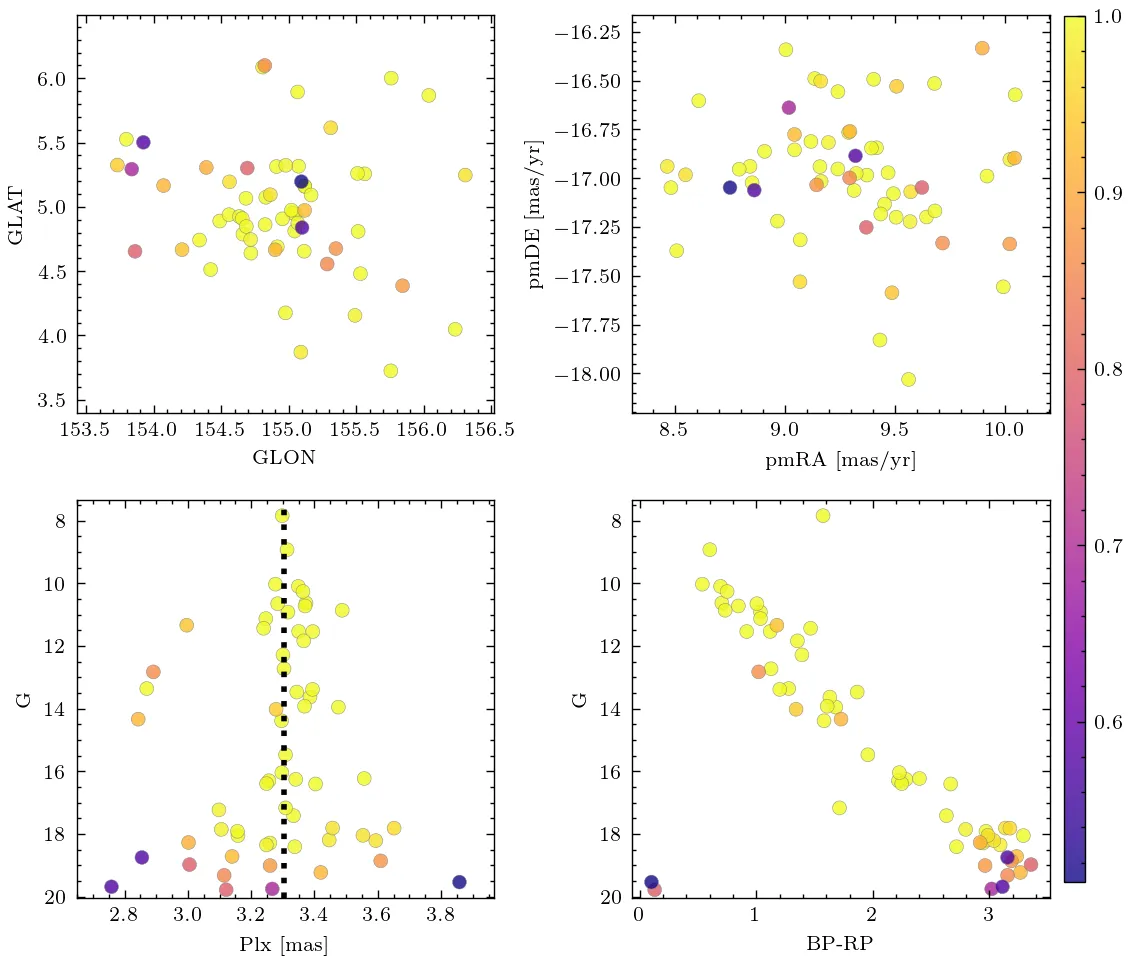 6.0
5.5
5.0
4.5
4.0
3.5
GLAT
153.5 154.0 154.5 155.0 155.5 156.0 156.5
GLON
−16.25
−16.50
−16.75
−17.00
−17.25
−17.50
−17.75
−18.00
pmDE [mas/yr]
8.5 9.0 9.5 10.0
pmRA [mas/yr]
1.0
0.9
0.8
0.7
0.6
8
10
12
14
16
18
20
G
2.8 3.0 3.2 3.4 3.6 3.8
Plx [mas]
8
10
12
14
16
18
20
G
0 1 2 3
BP-RP